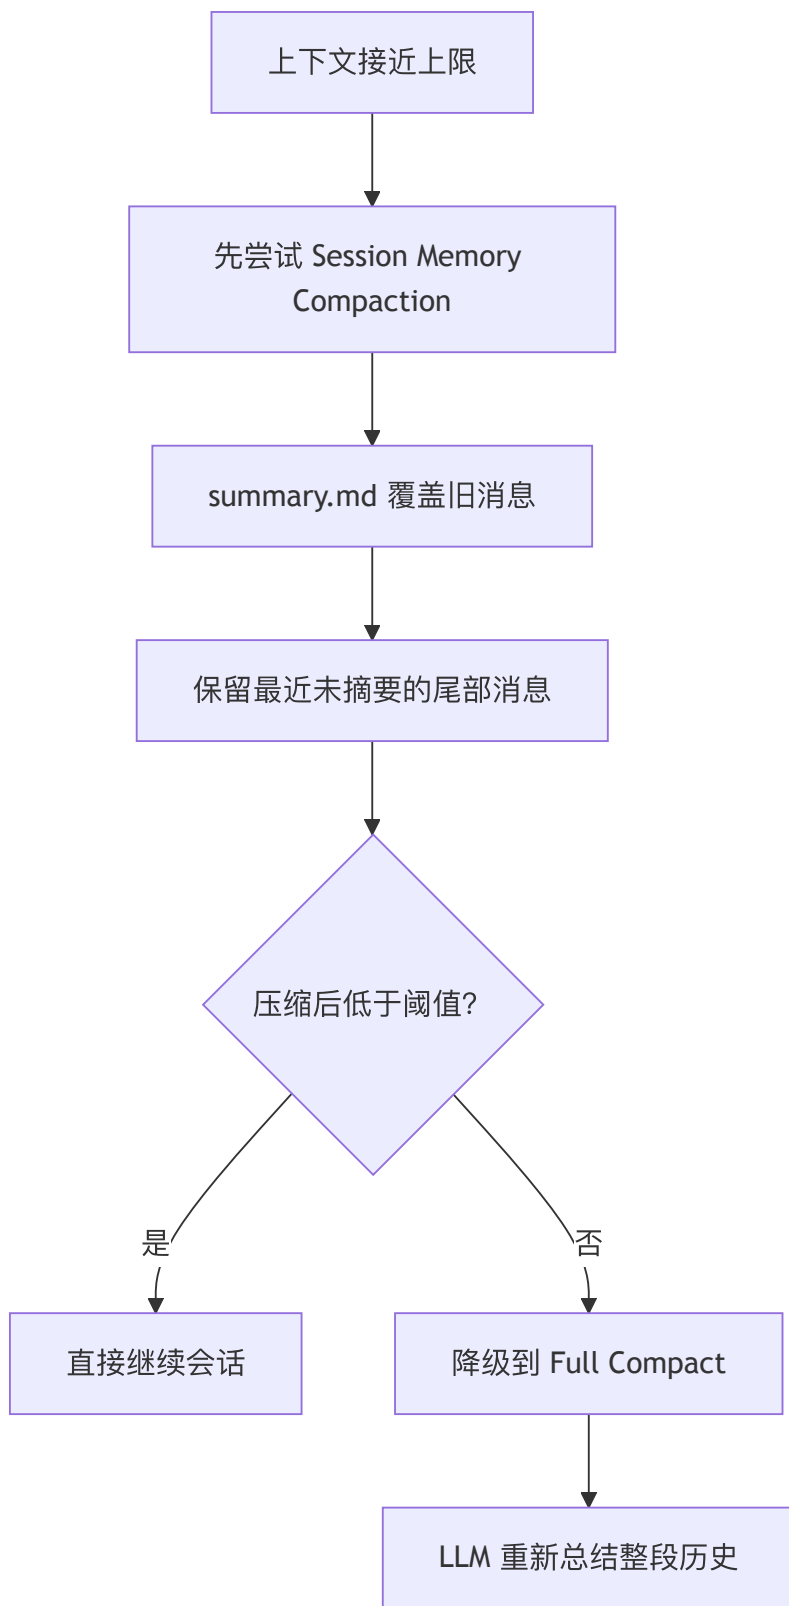 上下文接近上限
先尝试 Session Memory
Compaction
summary.md 覆盖旧消息
保留最近未摘要的尾部消息
压缩后低于阈值？
是
否
直接继续会话
降级到 Full Compact
LLM 重新总结整段历史